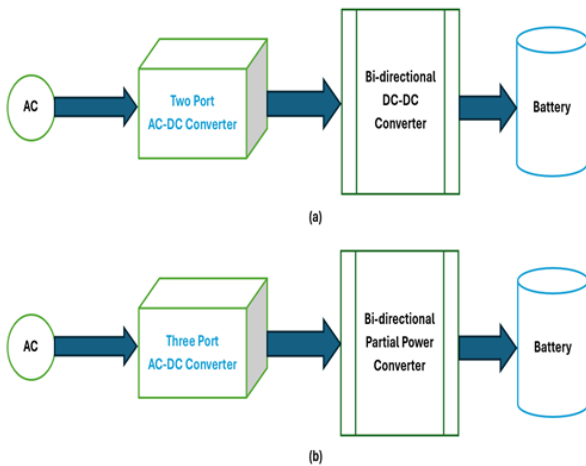 AC
Two Port
AC-DC Converter
Bi-directional
DC-DC
Converter
Battery
(a)
AC
Three Port
AC-DC Converter
Bi-directional
Partial Power
Converter
Battery
(b)